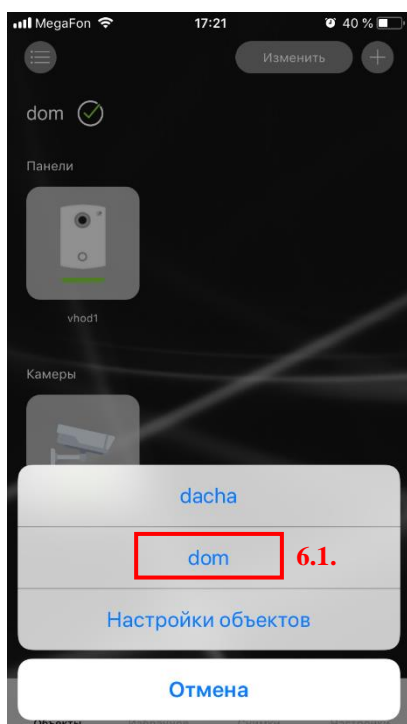 MegaFon 17:21 40 %
Изменить +
dom
Панели
vhod1
Камеры
dacha
dom 6.1.
Настройки объектов
Отмена